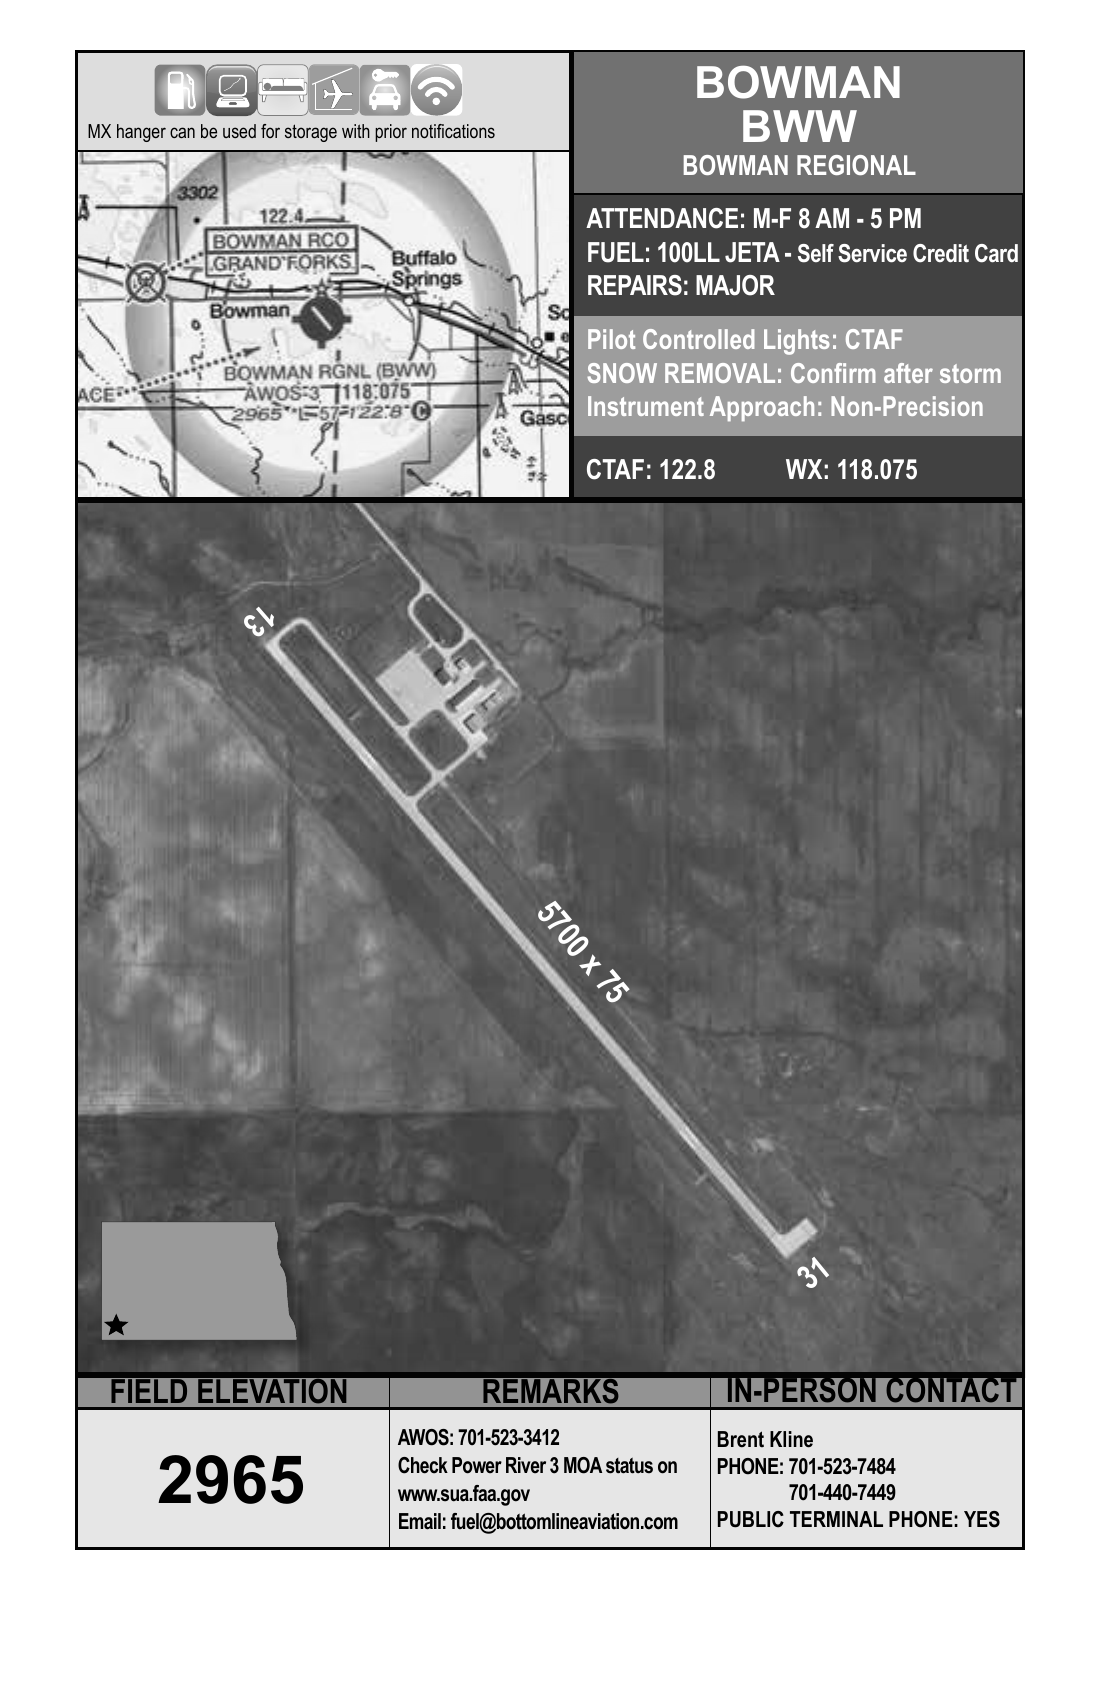 MX hanger can be used for storage with prior notifications
BOWMAN
BWW
BOWMAN REGIONAL
3302
122.4
BOWMAN RCO
GRAND FORKS
Buffalo
Springs
Bowman
BOWMAN RGNL (BWW)
AWOS-3 118.075
2965 L 57 122.8 C
ACE
Gasc
ATTENDANCE: M-F 8 AM - 5 PM
FUEL: 100LL JETA - Self Service Credit Card
REPAIRS: MAJOR
Pilot Controlled Lights: CTAF
SNOW REMOVAL: Confirm after storm
Instrument Approach: Non-Precision
CTAF: 122.8 WX: 118.075
13
5700 x 75
31
FIELD ELEVATION
2965
REMARKS
AWOS: 701-523-3412
Check Power River 3 MOA status on
www.sua.faa.gov
Email: fuel@bottomlineaviation.com
IN-PERSON CONTACT
Brent Kline
PHONE: 701-523-7484
701-440-7449
PUBLIC TERMINAL PHONE: YES